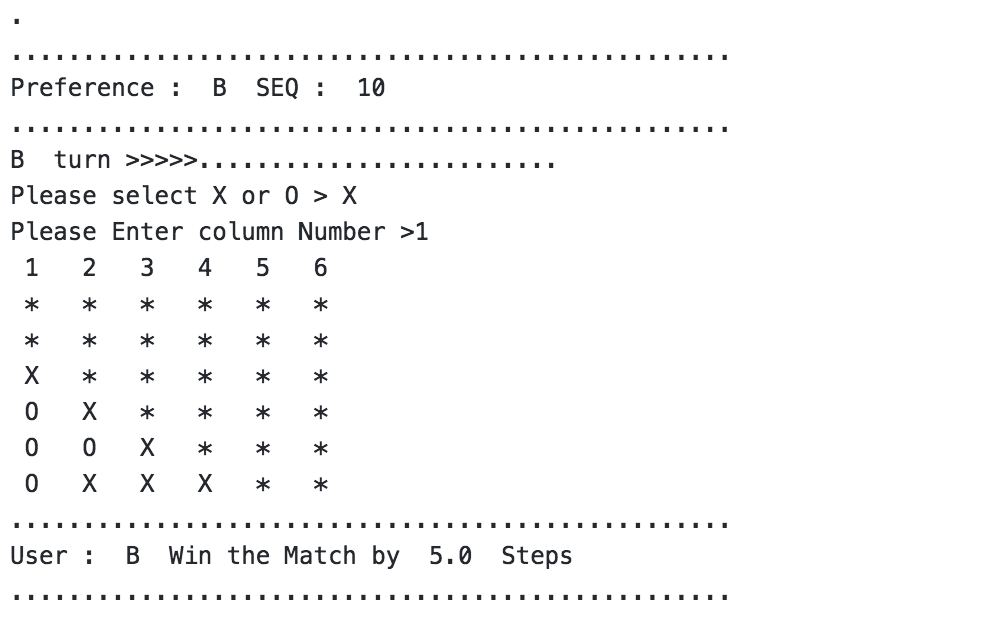 .
..................................................
Preference :  B  SEQ :  10
..................................................
B  turn >>>>>.........................
Please select X or O > X
Please Enter column Number >1
 1   2   3   4   5   6
 *   *   *   *   *   *
 *   *   *   *   *   *
 X   *   *   *   *   *
 O   X   *   *   *   *
 O   O   X   *   *   *
 O   X   X   X   *   *
..................................................
User :  B  Win the Match by  5.0  Steps
..................................................